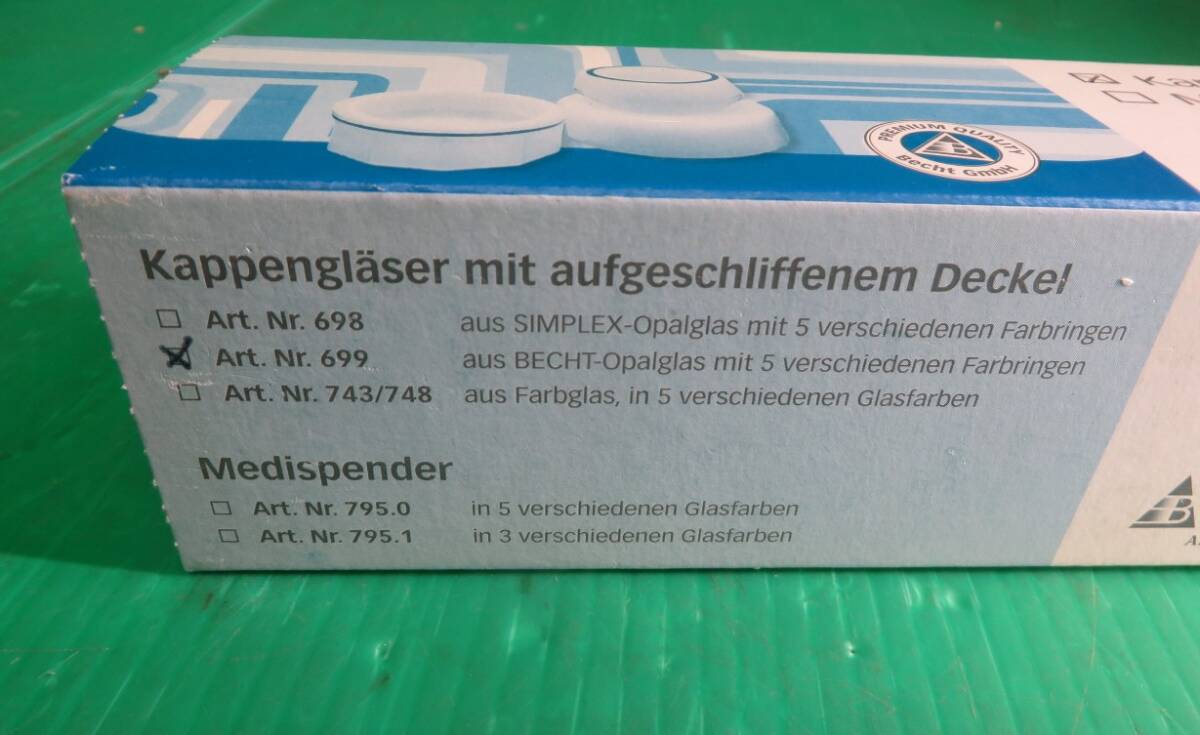 PREMIUM QUALITY
Becht GmbH
Kappengläser mit aufgeschliffenem Deckel
Art. Nr. 698 aus SIMPLEX-Opalglas mit 5 verschiedenen Farbringen
Art. Nr. 699 aus BECHT-Opalglas mit 5 verschiedenen Farbringen
Art. Nr. 743/748 aus Farbglas, in 5 verschiedenen Glasfarben
Medispender
Art. Nr. 795.0 in 5 verschiedenen Glasfarben
Art. Nr. 795.1 in 3 verschiedenen Glasfarben